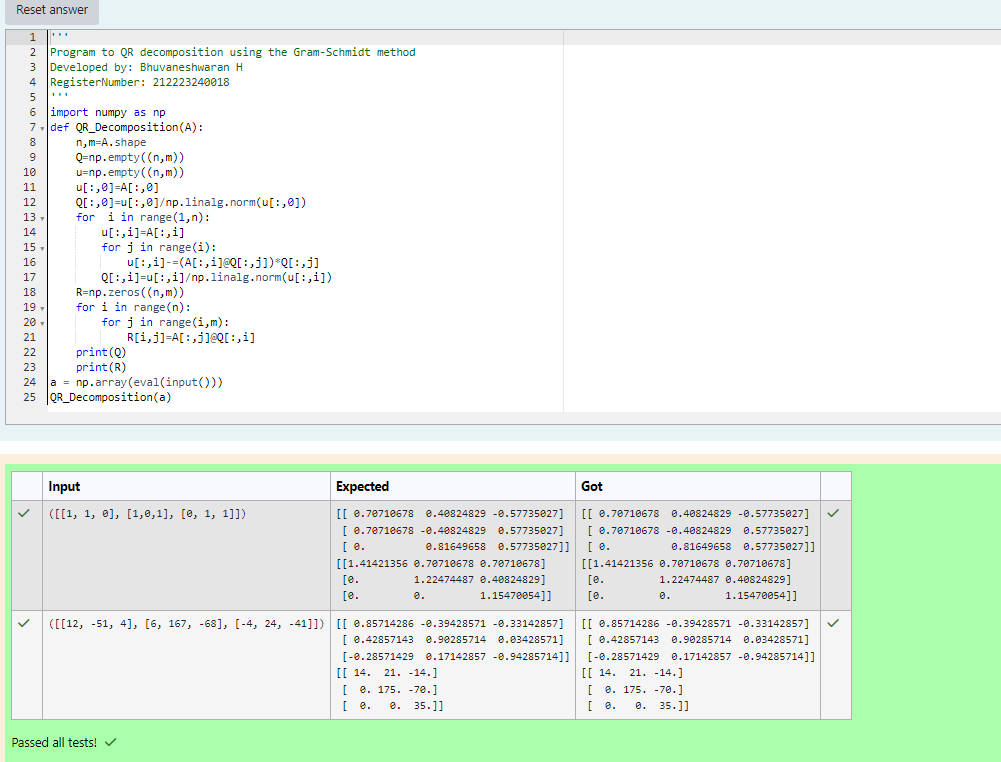 Reset answer
1 '''
2 Program to QR decomposition using the Gram-Schmidt method
3 Developed by: Bhuvaneshwaran H
4 RegisterNumber: 212223240018
5 '''
6 import numpy as np
7 def QR_Decomposition(A):
8     n,m=A.shape
9     Q=np.empty((n,m))
10     u=np.empty((n,m))
11     u[:,0]=A[:,0]
12     Q[:,0]=u[:,0]/np.linalg.norm(u[:,0])
13     for  i in range(1,n):
14         u[:,i]=A[:,i]
15         for j in range(i):
16             u[:,i]-=(A[:,i]@Q[:,j])*Q[:,j]
17         Q[:,i]=u[:,i]/np.linalg.norm(u[:,i])
18     R=np.zeros((n,m))
19     for i in range(n):
20         for j in range(i,m):
21             R[i,j]=A[:,j]@Q[:,i]
22     print(Q)
23     print(R)
24 a = np.array(eval(input()))
25 QR_Decomposition(a)
Input Expected Got
([[1, 1, 0], [1,0,1], [0, 1, 1]]) [[ 0.70710678  0.40824829 -0.57735027] [[ 0.70710678  0.40824829 -0.57735027]
[ 0.70710678 -0.40824829  0.57735027] [ 0.70710678 -0.40824829  0.57735027]
[ 0.          0.81649658  0.57735027]] [ 0.          0.81649658  0.57735027]]
[[1.41421356 0.70710678 0.70710678] [[1.41421356 0.70710678 0.70710678]
[0.         1.22474487 0.40824829] [0.         1.22474487 0.40824829]
[0.         0.         1.15470054]] [0.         0.         1.15470054]]
([[12, -51, 4], [6, 167, -68], [-4, 24, -41]]) [[ 0.85714286 -0.39428571 -0.33142857] [[ 0.85714286 -0.39428571 -0.33142857]
[ 0.42857143  0.90285714  0.03428571] [ 0.42857143  0.90285714  0.03428571]
[-0.28571429  0.17142857 -0.94285714]] [-0.28571429  0.17142857 -0.94285714]]
[[ 14.  21. -14.] [[ 14.  21. -14.]
[  0. 175. -70.] [  0. 175. -70.]
[  0.   0.  35.]] [  0.   0.  35.]]
Passed all tests!